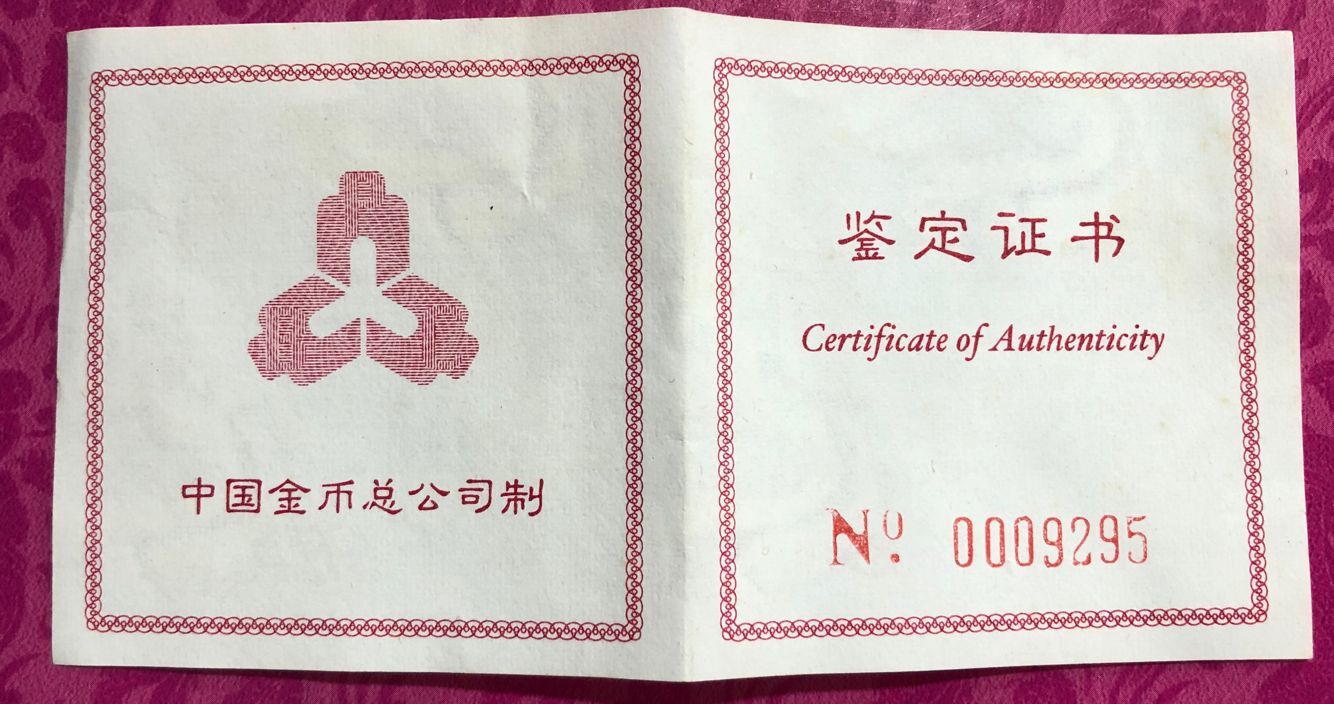 中国金币总公司制
鉴定证书
Certificate of Authenticity
Nº 0009295